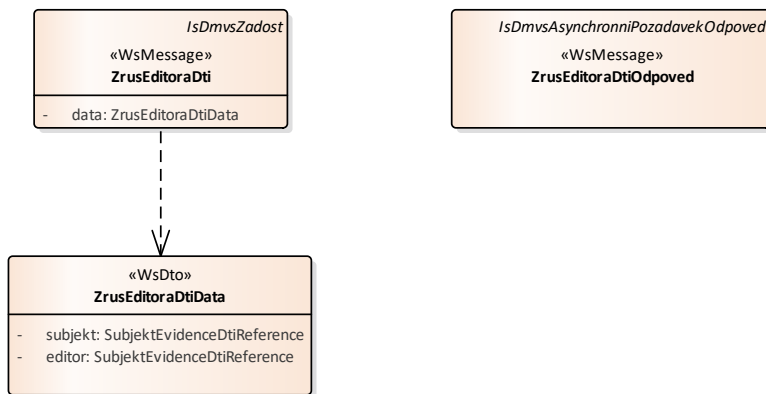 IsDmvsZadost
«WsMessage»
ZrusEditoraDti
- data: ZrusEditoraDtiData
IsDmvsAsynchronniPozadavekOdpoved
«WsMessage»
ZrusEditoraDtiOdpoved
«WsDto»
ZrusEditoraDtiData
- subjekt: SubjektEvidenceDtiReference
- editor: SubjektEvidenceDtiReference